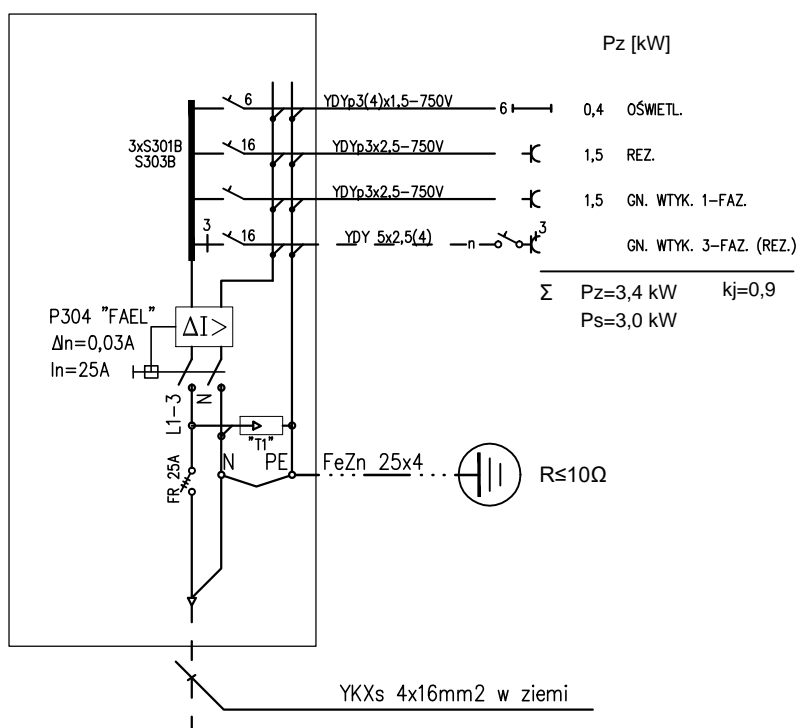 Pz [kW]
6
YDYp3(4)x1,5-750V
6
0,4
OŚWIETL.
3xS301B
S303B
16
YDYp3x2,5-750V
1,5
REZ.
YDYp3x2,5-750V
1,5
GN. WTYK. 1-FAZ.
3
16
YDY 5x2,5(4)
n
3
GN. WTYK. 3-FAZ. (REZ.)
Σ
Pz=3,4 kW
kj=0,9
Ps=3,0 kW
P304 "FAEL"
ΔIn=0,03A
In=25A
ΔI>
L1-3
N
"T1"
FR 25A
N
PE
FeZn 25x4
R≤10Ω
YKXs 4x16mm2 w ziemi